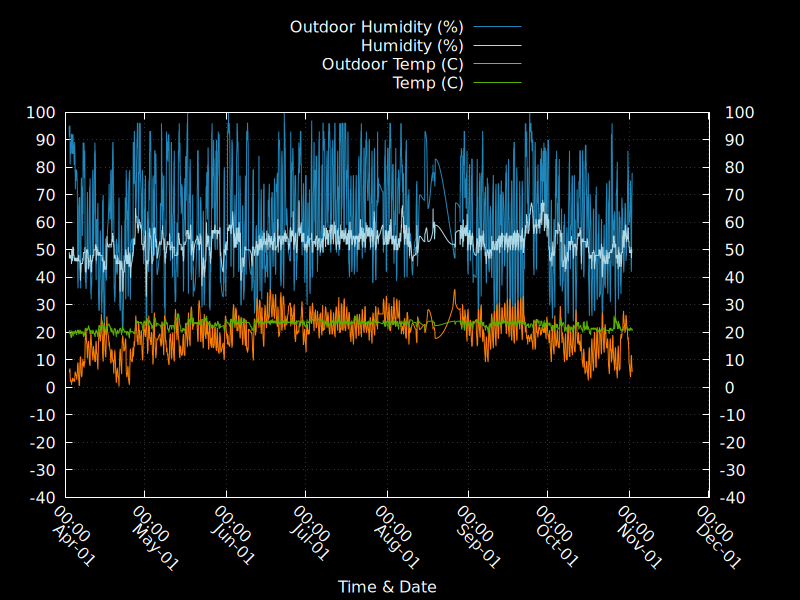 Outdoor Humidity (%)
Humidity (%)
Outdoor Temp (C)
Temp (C)
100 100
90 90
80 80
70 70
60 60
50 50
40 40
30 30
20 20
10 10
0 0
-10 -10
-20 -20
-30 -30
-40 -40
00:00 00:00 00:00 00:00 00:00 00:00 00:00 00:00 00:00
Apr-01 May-01 Jun-01 Jul-01 Aug-01 Sep-01 Oct-01 Nov-01 Dec-01
Time & Date